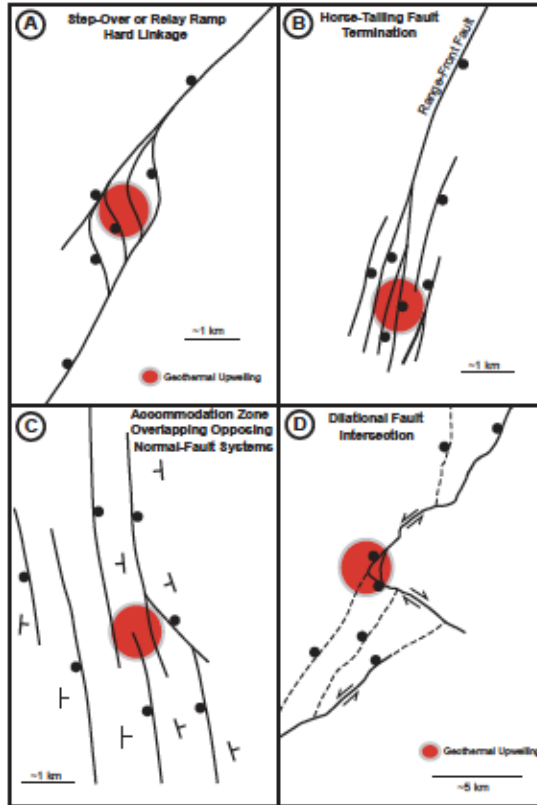 A
Step-Over or Relay Ramp
Hard Linkage
~1 km
Geothermal Upwelling
B
Horse-Tailing Fault
Termination
Range-Front Fault
~1 km
C
Accommodation Zone
Overlapping Opposing
Normal-Fault Systems
~1 km
D
Dilational Fault
Intersection
Geothermal Upwelling
~5 km